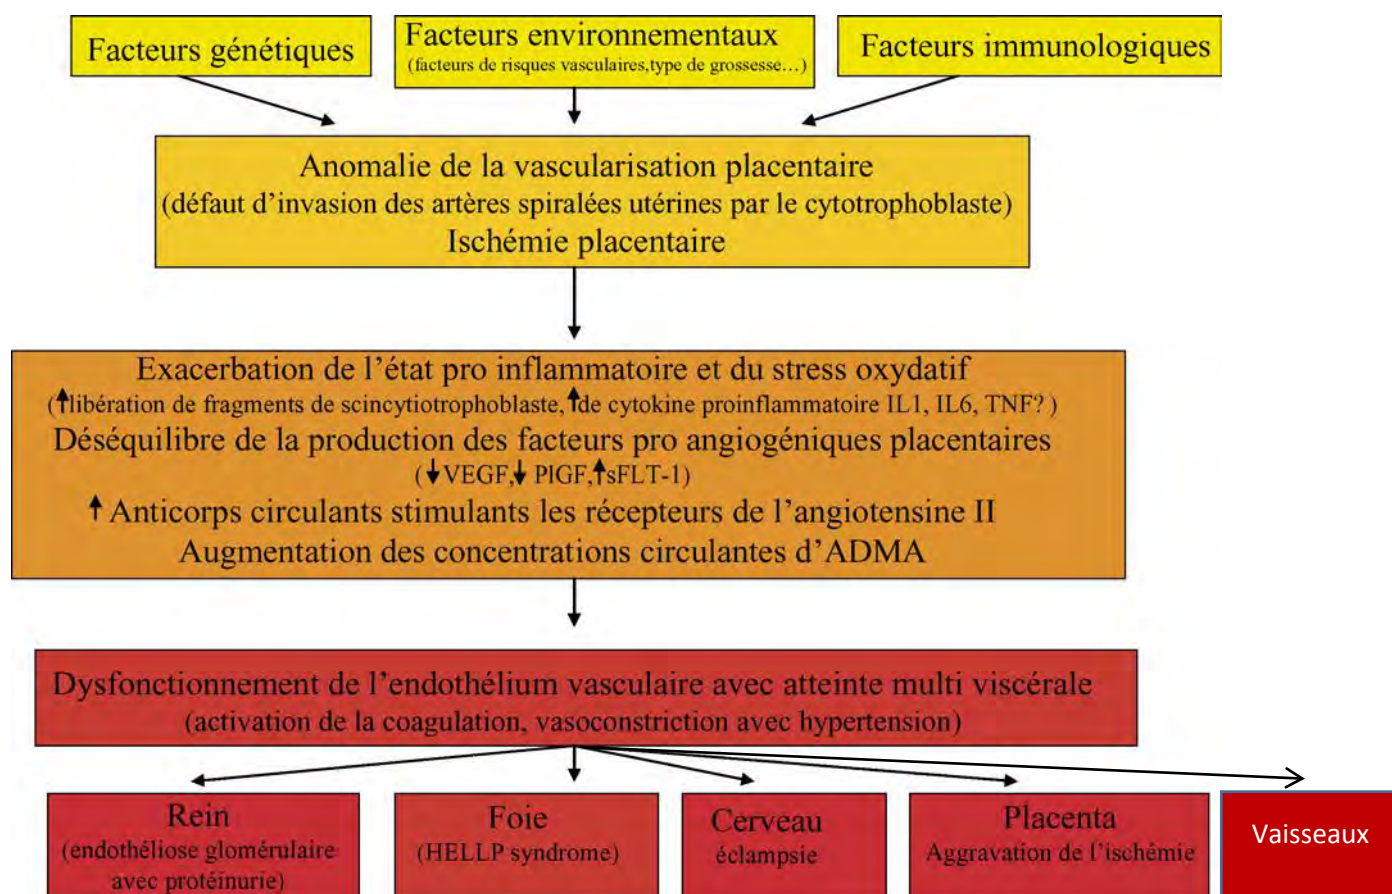 Facteurs génétiques
Facteurs environnementaux
(facteurs de risques vasculaires,type de grossesse…)
Facteurs immunologiques
Anomalie de la vascularisation placentaire
(défaut d’invasion des artères spiralées utérines par le cytotrophoblaste)
Ischémie placentaire
Exacerbation de l’état pro inflammatoire et du stress oxydatif
(↑libération de fragments de scincytiotrophoblaste,↑de cytokine proinflammatoire IL1, IL6, TNF? )
Déséquilibre de la production des facteurs pro angiogéniques placentaires
(↓VEGF,↓ PlGF,↑sFLT-1)
↑ Anticorps circulants stimulants les récepteurs de l’angiotensine II
Augmentation des concentrations circulantes d’ADMA
Dysfonctionnement de l’endothélium vasculaire avec atteinte multi viscérale
(activation de la coagulation, vasoconstriction avec hypertension)
Rein
(endothéliose glomérulaire
avec protéinurie)
Foie
(HELLP syndrome)
Cerveau
éclampsie
Placenta
Aggravation de l’ischémie
Vaisseaux